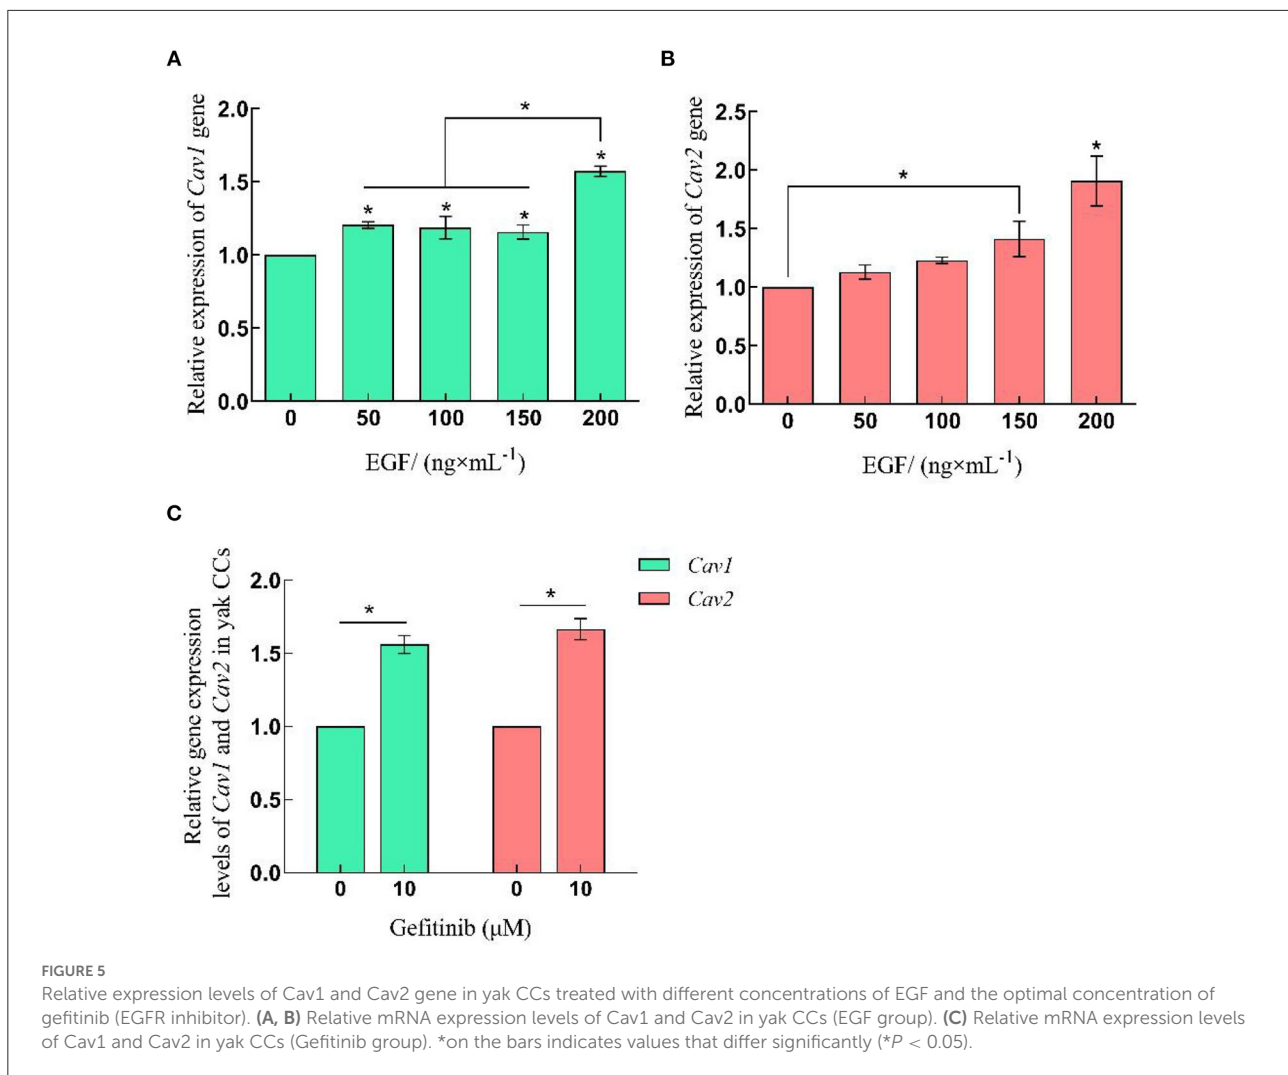 A
Relative expression of Cav1 gene
2.0
1.5
1.0
0.5
0.0
*
* * * *
0 50 100 150 200
EGF/ (ng×mL-1)
B
Relative expression of Cav2 gene
2.5
2.0
1.5
1.0
0.5
0.0
*
*
0 50 100 150 200
EGF/ (ng×mL-1)
C
Relative gene expression
levels of Cav1 and Cav2 in yak CCs
2.0
1.5
1.0
0.5
0.0
* *
0 10 0 10
Gefitinib (μM)
Cav1
Cav2
FIGURE 5
Relative expression levels of Cav1 and Cav2 gene in yak CCs treated with different concentrations of EGF and the optimal concentration of
gefitinib (EGFR inhibitor). (A, B) Relative mRNA expression levels of Cav1 and Cav2 in yak CCs (EGF group). (C) Relative mRNA expression levels
of Cav1 and Cav2 in yak CCs (Gefitinib group). *on the bars indicates values that differ significantly (*P < 0.05).